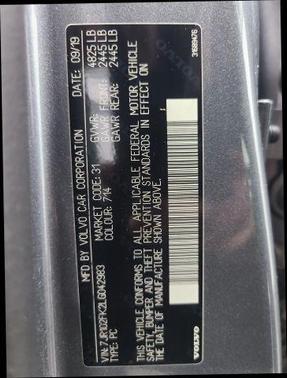 MFD BY VOLVO CAR CORPORATION DATE: 09/19
GVWR: 4825 LB
MARKET CODE: 31 GAWR FRONT: 2445 LB
COLOUR: 714 GAWR REAR: 2445 LB
VIN: 7JR102FK2LG042983
TYPE: PC
THIS VEHICLE CONFORMS TO ALL APPLICABLE FEDERAL MOTOR VEHICLE
SAFETY, BUMPER AND THEFT PREVENTION STANDARDS IN EFFECT ON
THE DATE OF MANUFACTURE SHOWN ABOVE.
VOLVO